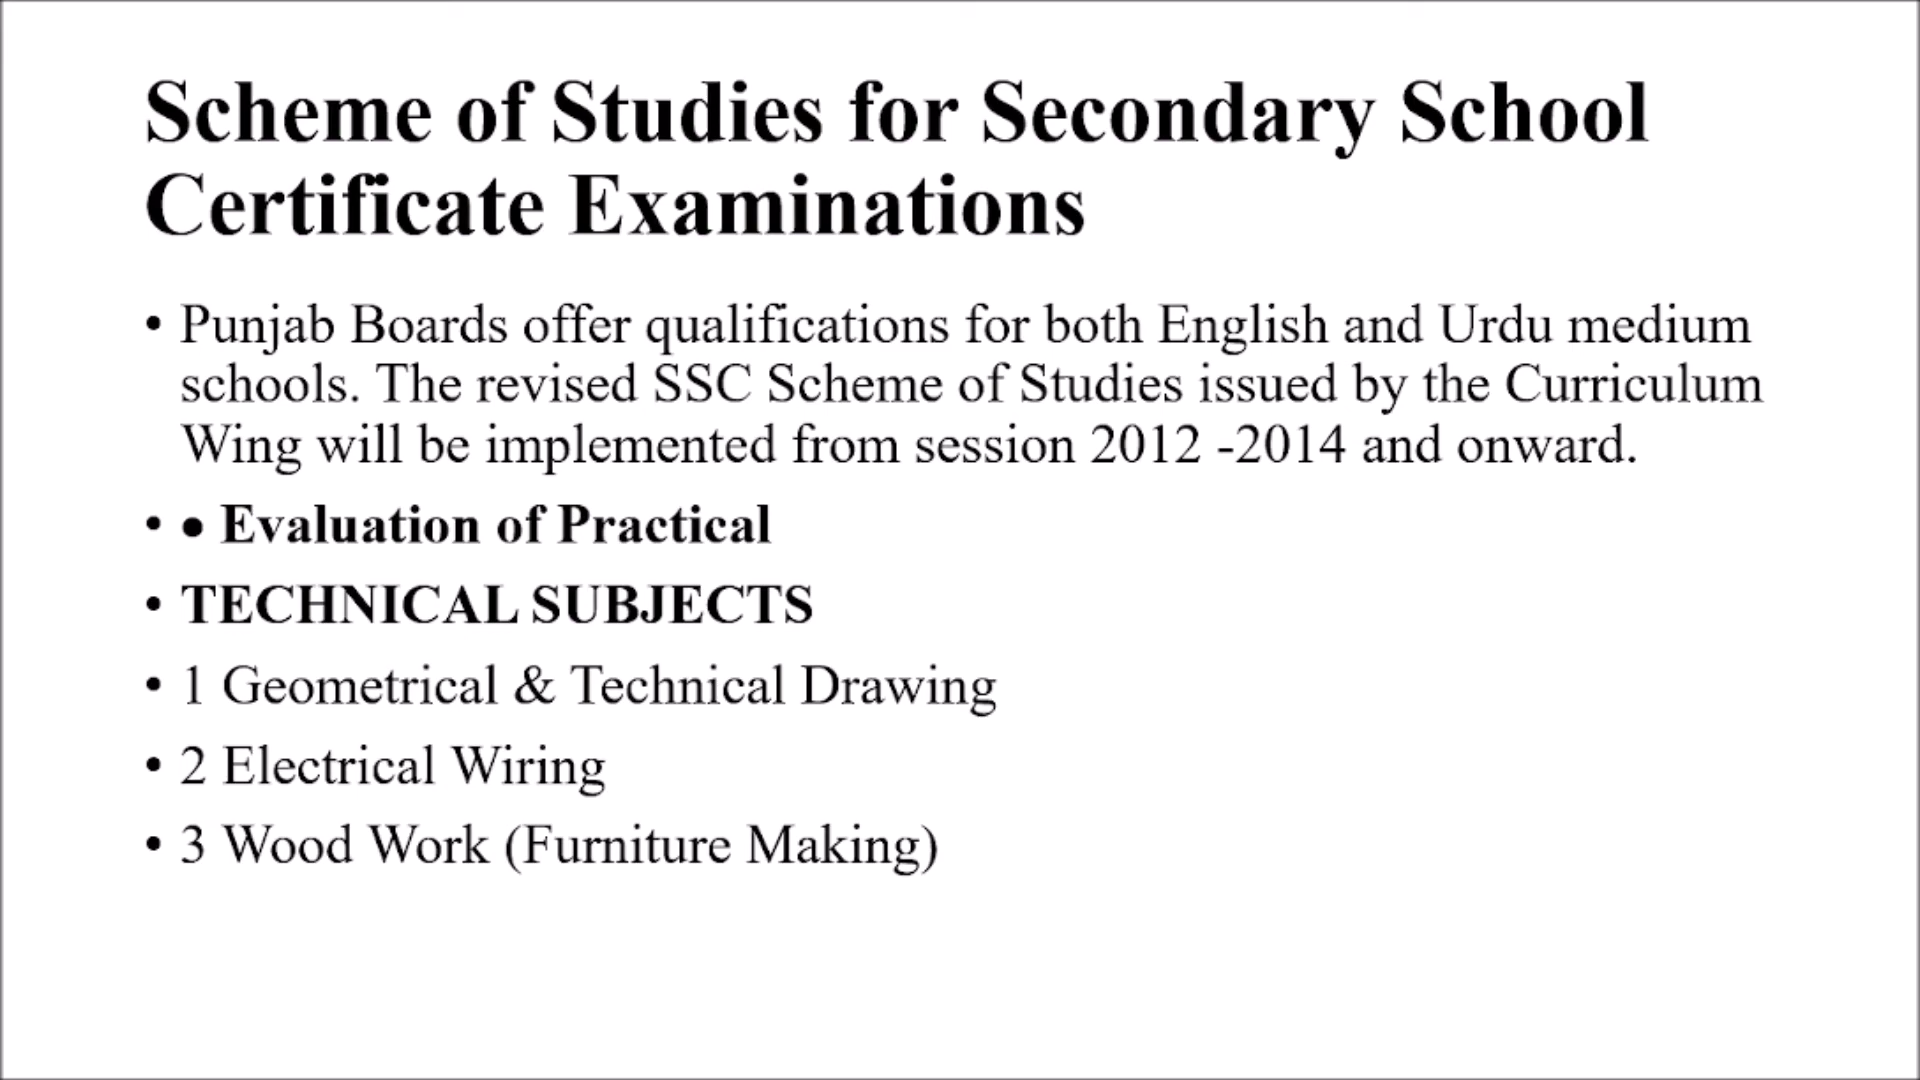 Scheme of Studies for Secondary School
Certificate Examinations
• Punjab Boards offer qualifications for both English and Urdu medium
schools. The revised SSC Scheme of Studies issued by the Curriculum
Wing will be implemented from session 2012 -2014 and onward.
• ● Evaluation of Practical
• TECHNICAL SUBJECTS
• 1 Geometrical & Technical Drawing
• 2 Electrical Wiring
• 3 Wood Work (Furniture Making)